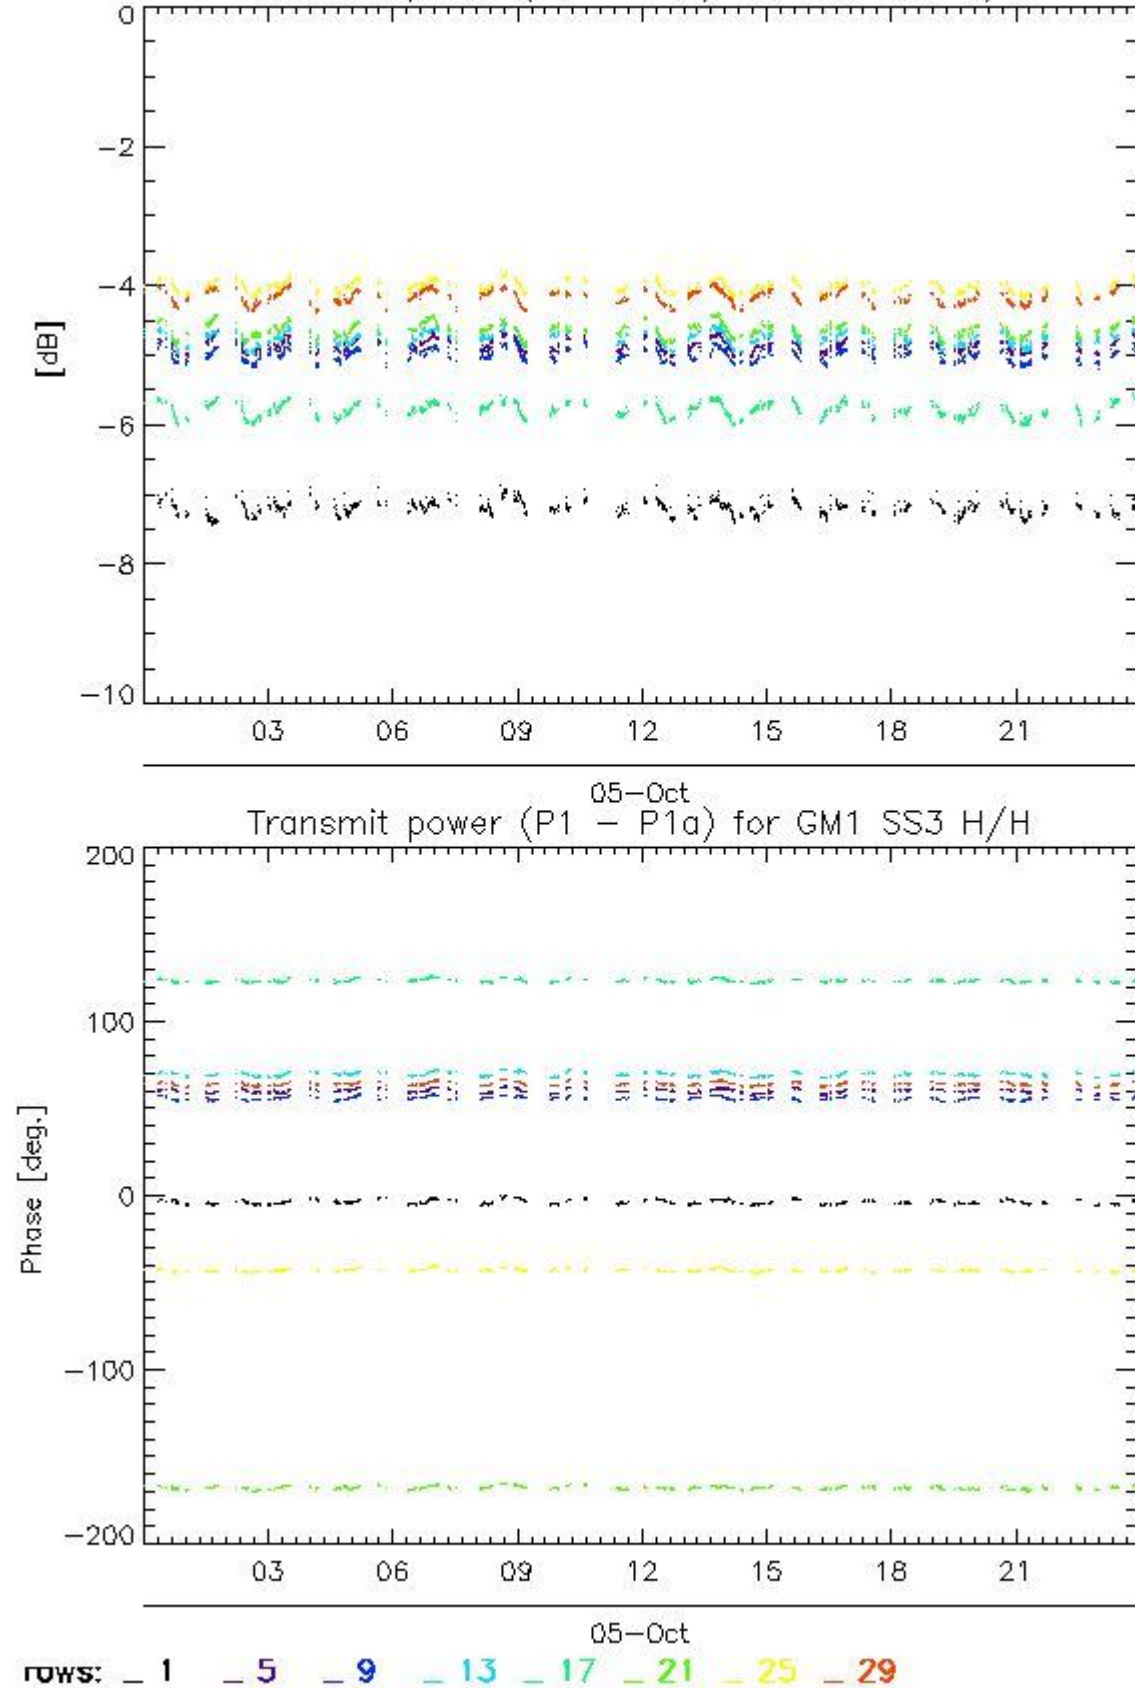 0
−2
−4
[dB]
−6
−8
−10
03 06 09 12 15 18 21
05−Oct
Transmit power (P1 − P1a) for GM1 SS3 H/H
200
100
0
Phase [deg.]
−100
−200
03 06 09 12 15 18 21
05−Oct
rows: _ 1 _ 5 _ 9 _ 13 _ 17 _ 21 _ 25 _ 29